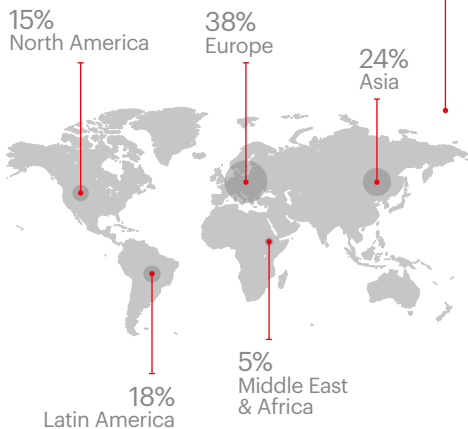 15%
North America
38%
Europe
24%
Asia
5%
Middle East
& Africa
18%
Latin America